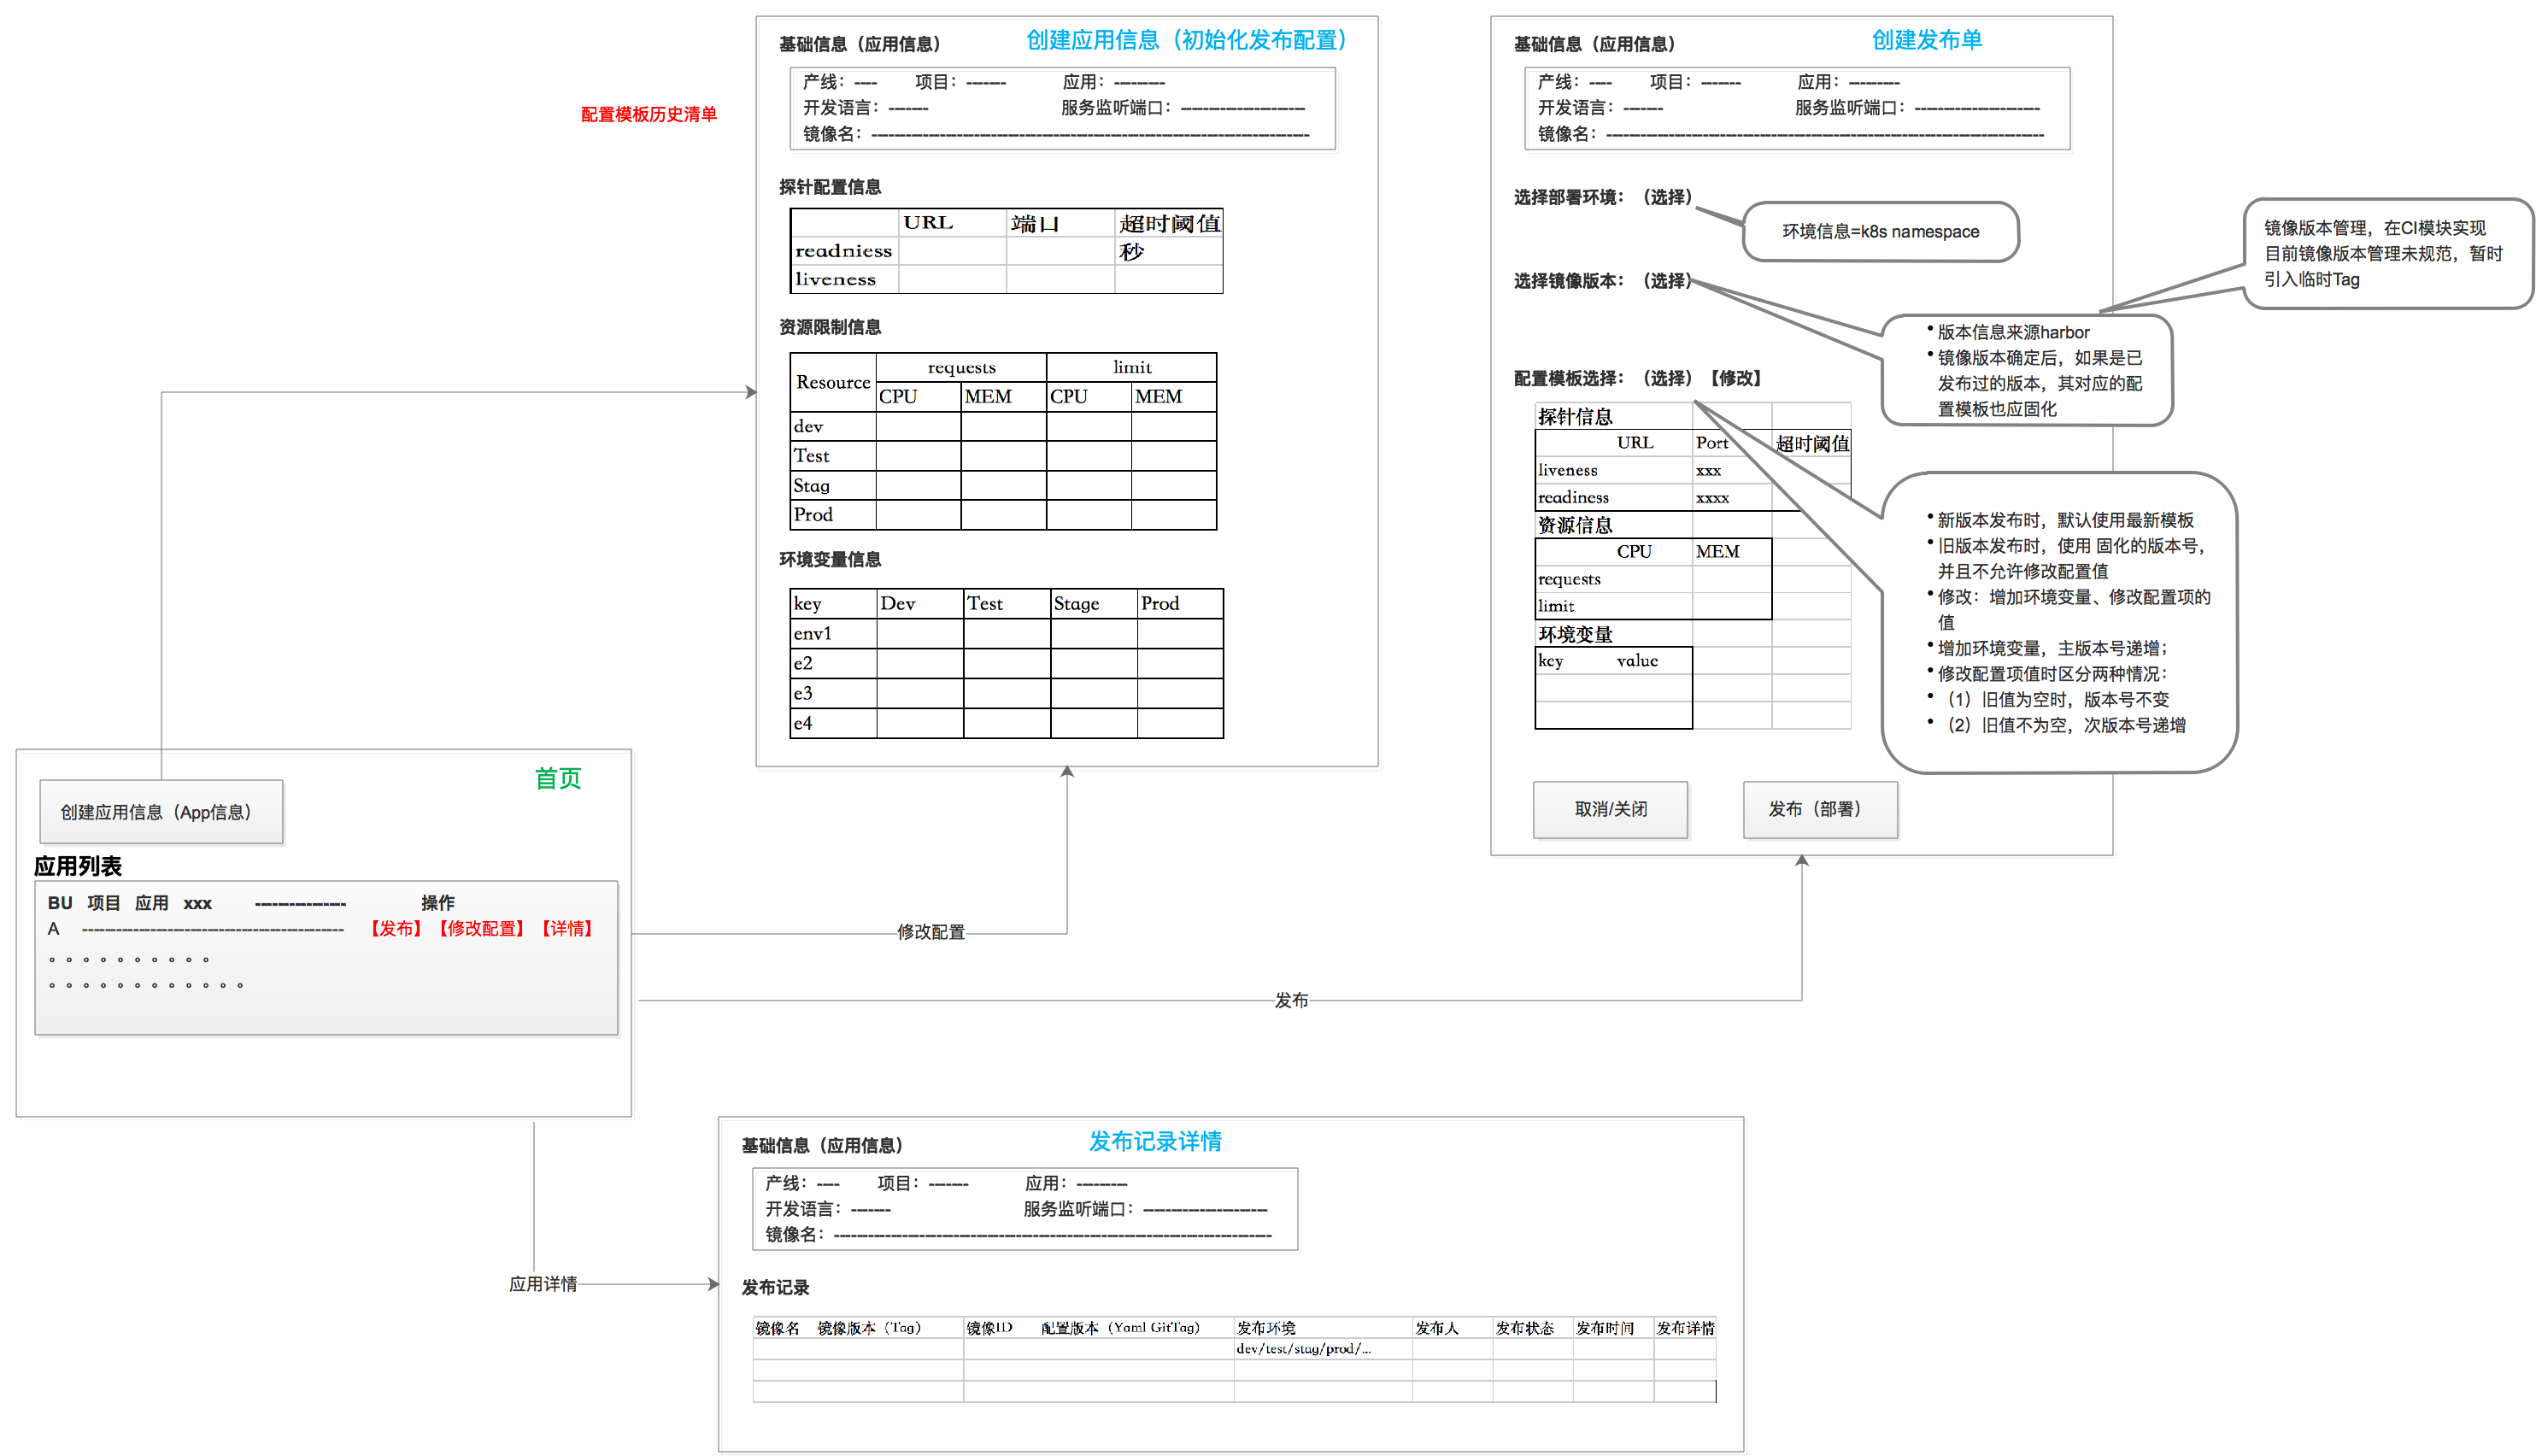 配置模板历史清单
基础信息（应用信息）
创建应用信息（初始化发布配置）
产线：---- 项目：------- 应用：---------
开发语言：------- 服务监听端口：----------------------
镜像名：-----------------------------------------------------------------------------
探针配置信息
URL 端口 超时阈值
readniess 秒
liveness
资源限制信息
Resource requests limit
CPU MEM CPU MEM
dev
Test
Stag
Prod
环境变量信息
key Dev Test Stage Prod
env1
e2
e3
e4
基础信息（应用信息）
创建发布单
产线：---- 项目：------- 应用：---------
开发语言：------- 服务监听端口：----------------------
镜像名：-----------------------------------------------------------------------------
选择部署环境：（选择）
环境信息=k8s namespace
选择镜像版本：（选择）
镜像版本管理，在CI模块实现
目前镜像版本管理未规范，暂时
引入临时Tag
• 版本信息来源harbor
• 镜像版本确定后，如果是已
发布过的版本，其对应的配
置模板也应固化
配置模板选择：（选择）【修改】
探针信息
URL Port 超时阈值
liveness xxx
readiness xxxx
资源信息
CPU MEM
requests
limit
环境变量
key value
• 新版本发布时，默认使用最新模板
• 旧版本发布时，使用 固化的版本号，
并且不允许修改配置值
• 修改：增加环境变量、修改配置项的
值
• 增加环境变量，主版本号递增；
• 修改配置项值时区分两种情况：
• （1）旧值为空时，版本号不变
• （2）旧值不为空，次版本号递增
取消/关闭
发布（部署）
首页
创建应用信息（App信息）
应用列表
BU 项目 应用 xxx ---------------- 操作
A ---------------------------------------------- 【发布】【修改配置】【详情】
。。。。。。。。。。
。。。。。。。。。。。。
修改配置
发布
应用详情
基础信息（应用信息）
发布记录详情
产线：---- 项目：------- 应用：---------
开发语言：------- 服务监听端口：----------------------
镜像名：-----------------------------------------------------------------------------
发布记录
镜像名 镜像版本（Tag） 镜像ID 配置版本（Yaml GitTag） 发布环境 发布人 发布状态 发布时间 发布详情
dev/test/stag/prod/...